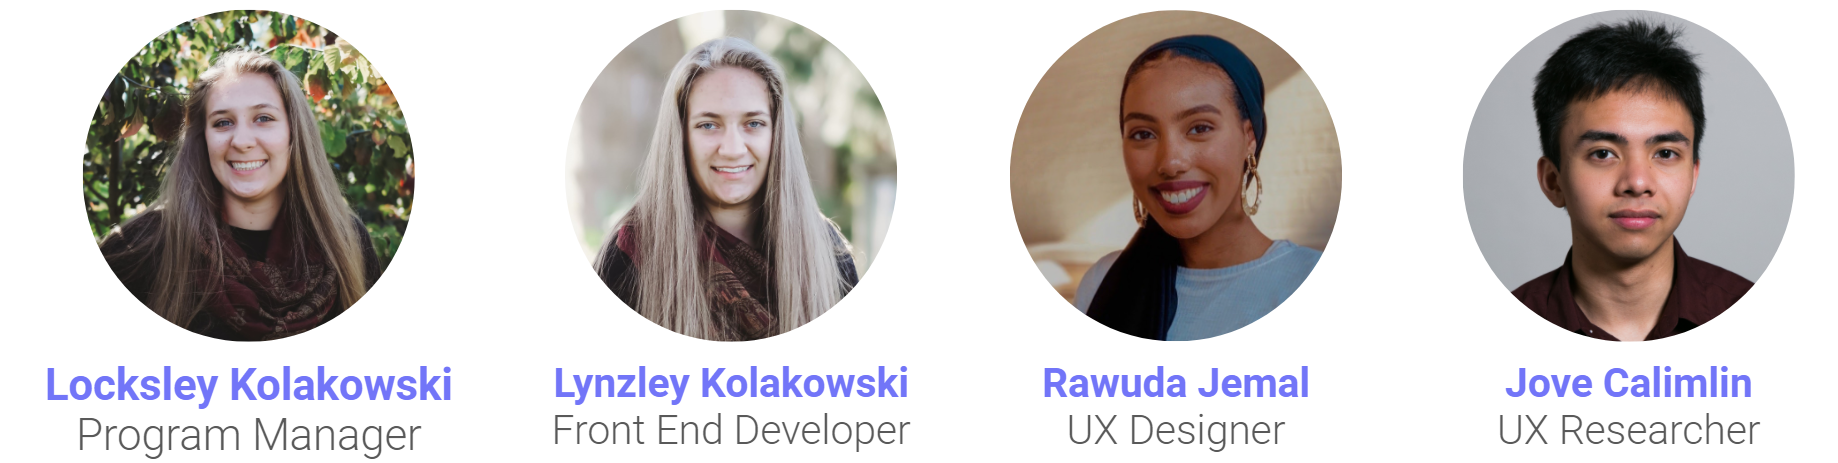 Locksley Kolakowski
Program Manager
Lynzley Kolakowski
Front End Developer
Rawuda Jemal
UX Designer
Jove Calimlin
UX Researcher